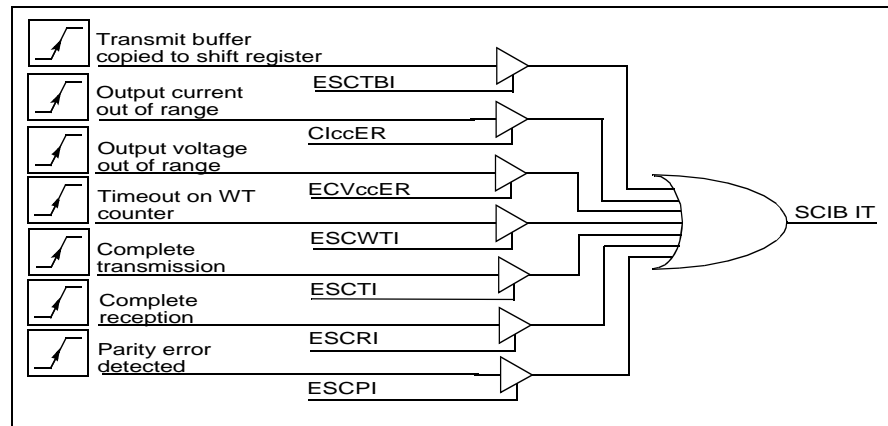 Transmit buffer
copied to shift register
ESCTBI
Output current
out of range
CIccER
Output voltage
out of range
ECVccER
Timeout on WT
counter
ESCWTI
SCIB IT
Complete
transmission
ESCTI
Complete
reception
ESCRI
Parity error
detected
ESCPI